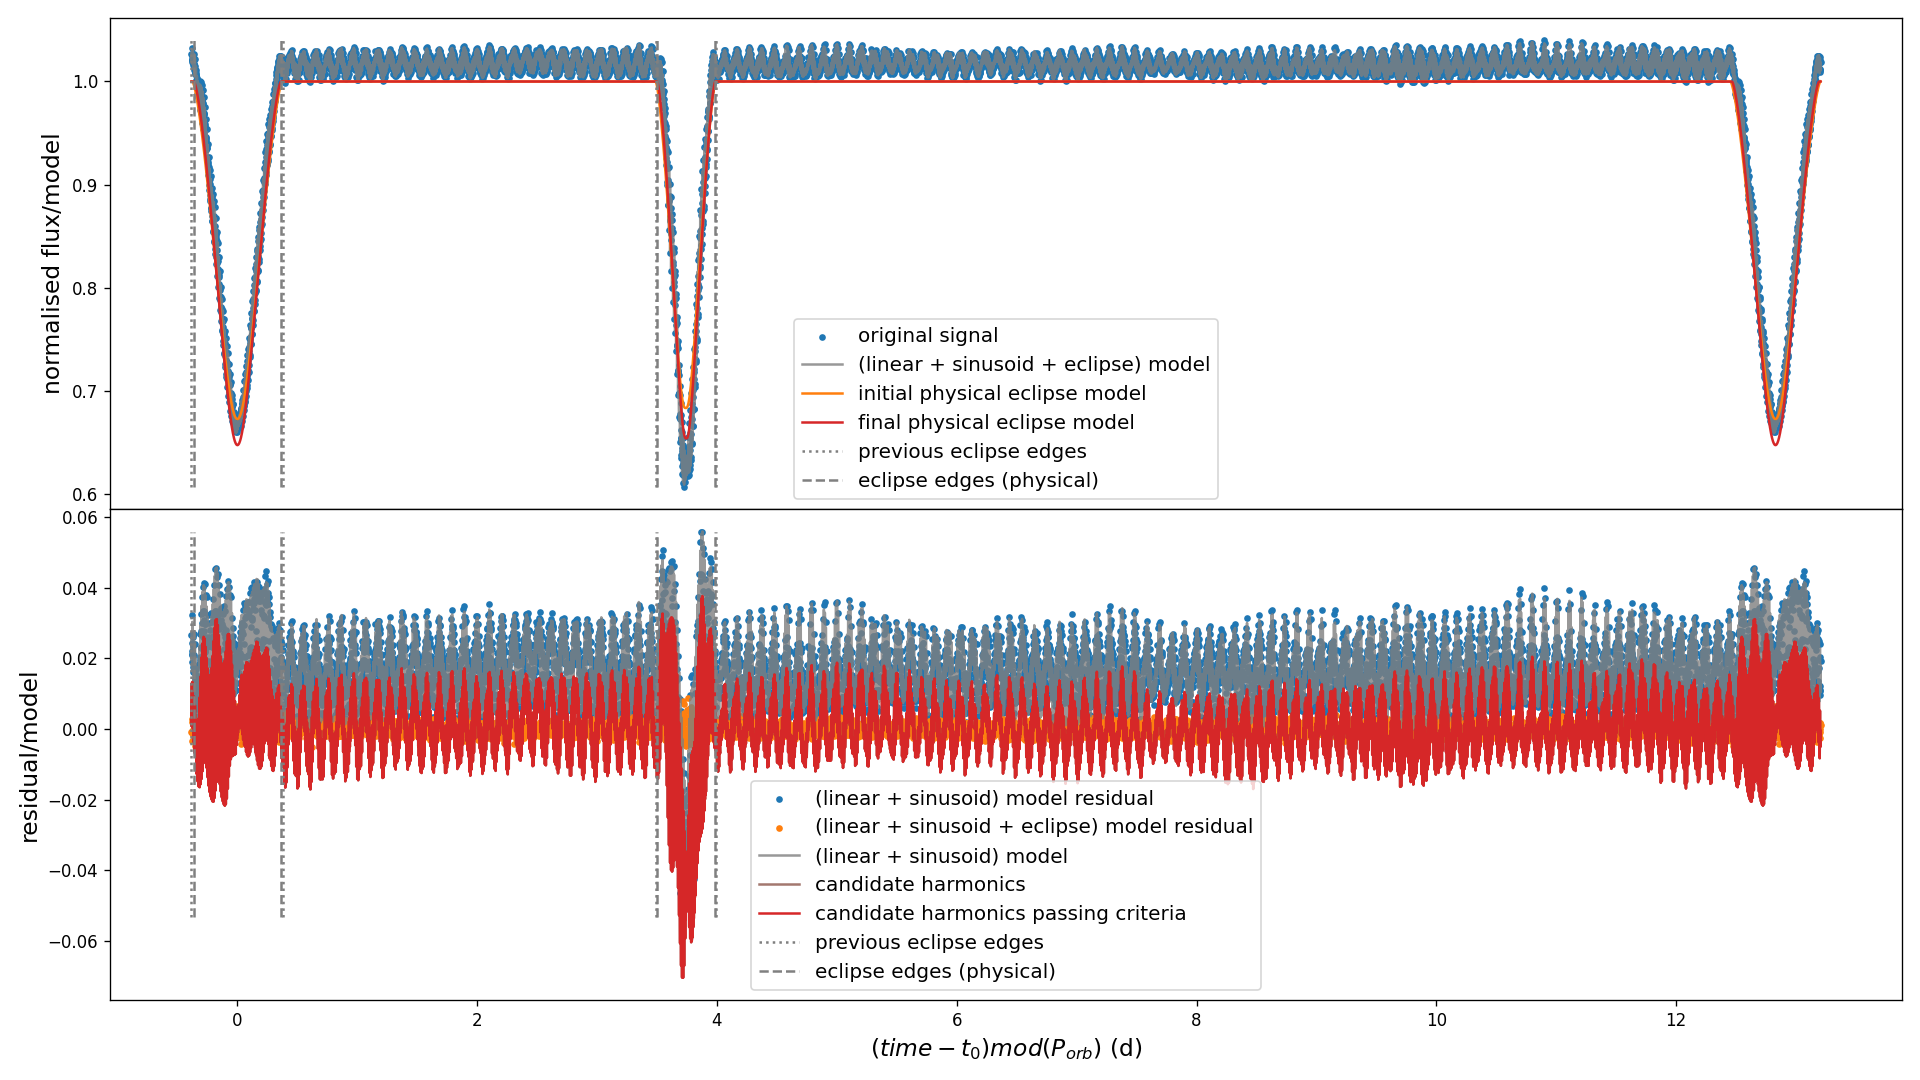 normalised flux/model
1.0
0.9
0.8
0.7
0.6
original signal
(linear + sinusoid + eclipse) model
initial physical eclipse model
final physical eclipse model
previous eclipse edges
eclipse edges (physical)
residual/model
0.06
0.04
0.02
0.00
−0.02
−0.04
−0.06
(linear + sinusoid) model residual
(linear + sinusoid + eclipse) model residual
(linear + sinusoid) model
candidate harmonics
candidate harmonics passing criteria
previous eclipse edges
eclipse edges (physical)
0 2 4 6 8 10 12
(time − t₀)mod(P_orb) (d)